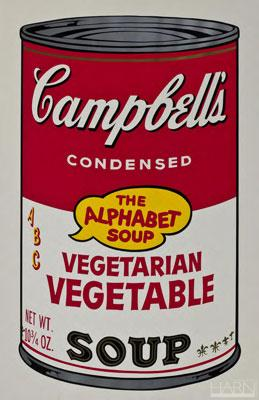 Campbell's
CONDENSED
THE
ALPHABET
SOUP
A
B
C
VEGETARIAN
VEGETABLE
NET WT.
10¾ OZ.
SOUP
HARN